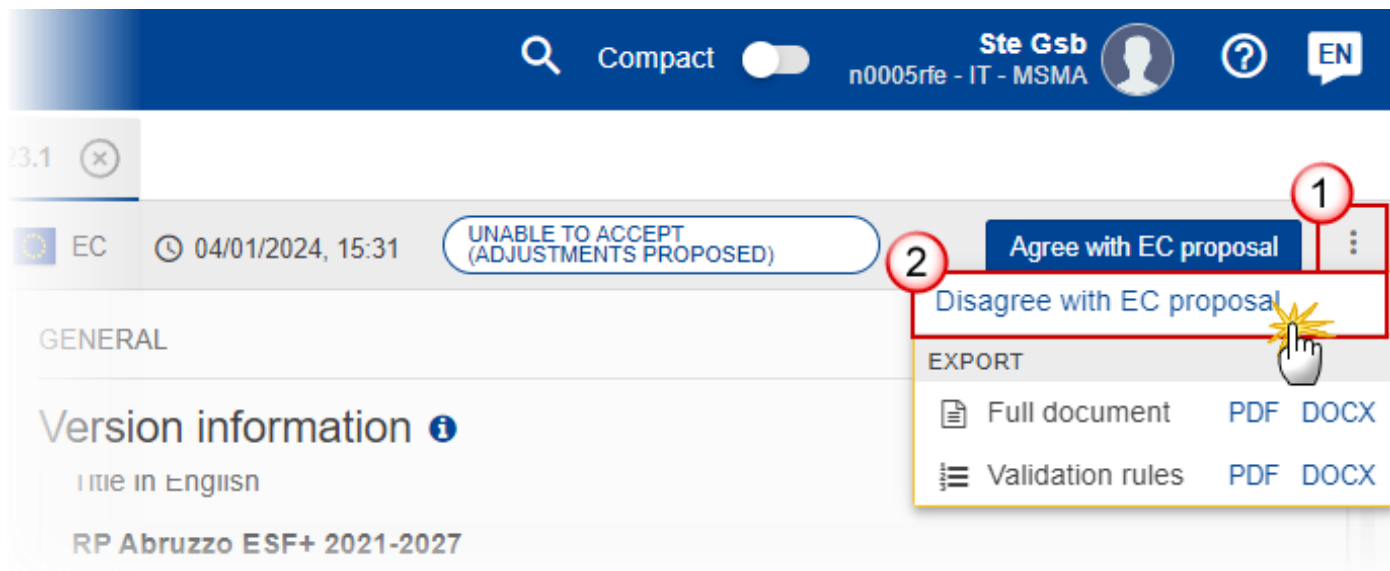 Compact
Ste Gsb
n0005rfe - IT - MSMA
EN
23.1
1
EC 04/01/2024, 15:31
UNABLE TO ACCEPT
(ADJUSTMENTS PROPOSED)
Agree with EC proposal
2
Disagree with EC proposal
GENERAL
EXPORT
Full document PDF DOCX
Version information
Validation rules PDF DOCX
Title in English
RP Abruzzo ESF+ 2021-2027